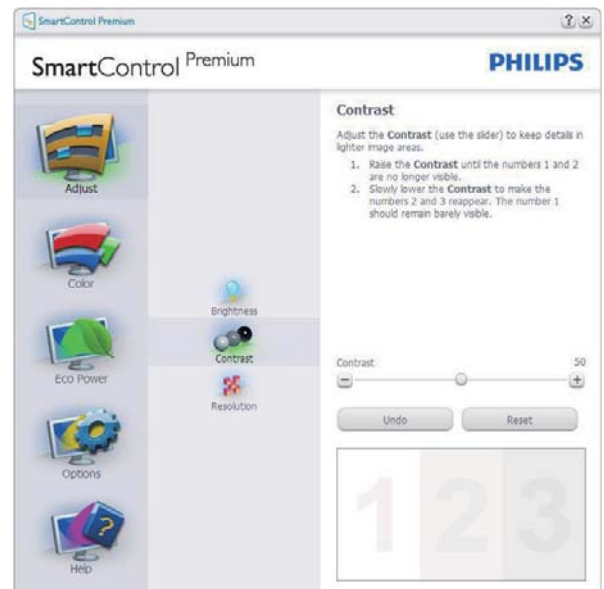 SmartControl Premium
? ×
SmartControl Premium
PHILIPS
Adjust
Color
Eco Power
Options
Help
Brightness
Contrast
Resolution
Contrast
Adjust the Contrast (use the slider) to keep details in
lighter image areas.
1. Raise the Contrast until the numbers 1 and 2
are no longer visible.
2. Slowly lower the Contrast to make the
numbers 2 and 3 reappear. The number 1
should remain barely visible.
Contrast 50
Undo Reset
1 2 3